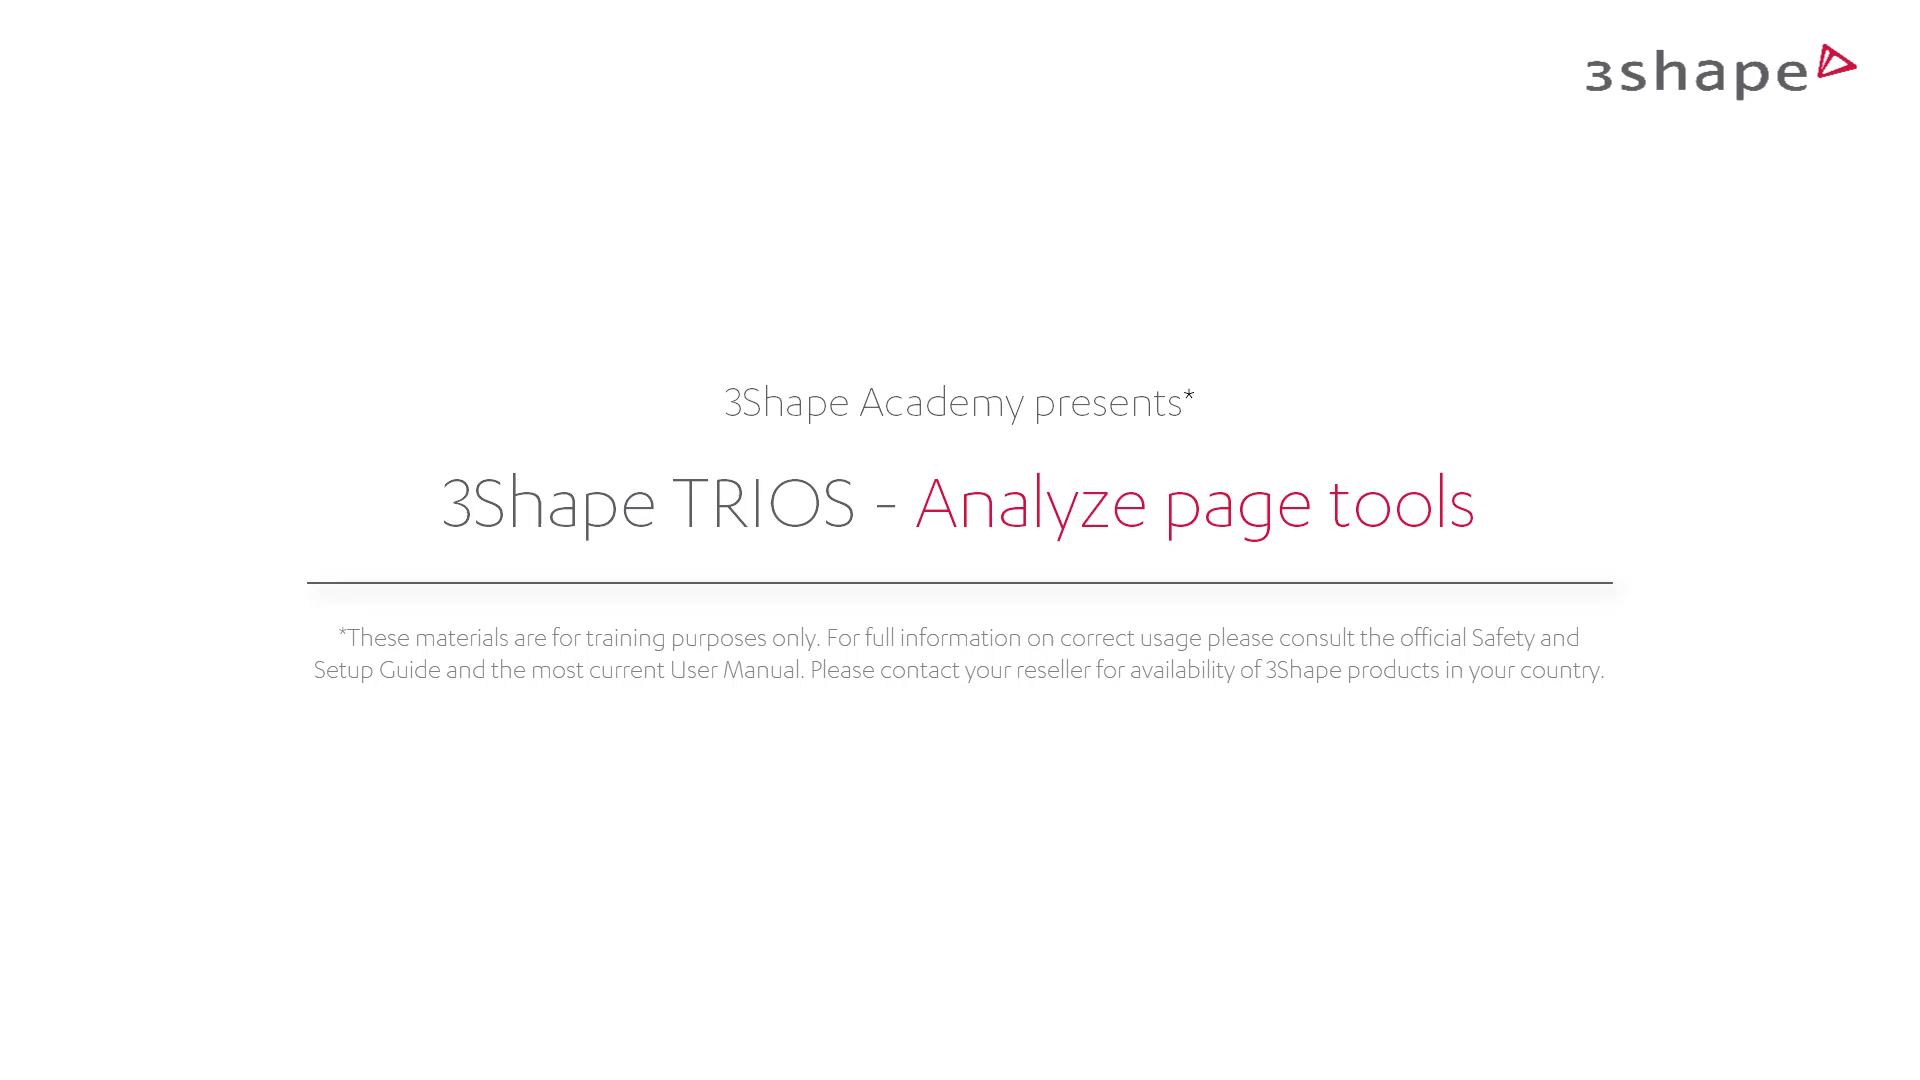 3shape
3Shape Academy presents*
3Shape TRIOS - Analyze page tools
*These materials are for training purposes only. For full information on correct usage please consult the official Safety and
Setup Guide and the most current User Manual. Please contact your reseller for availability of 3Shape products in your country.